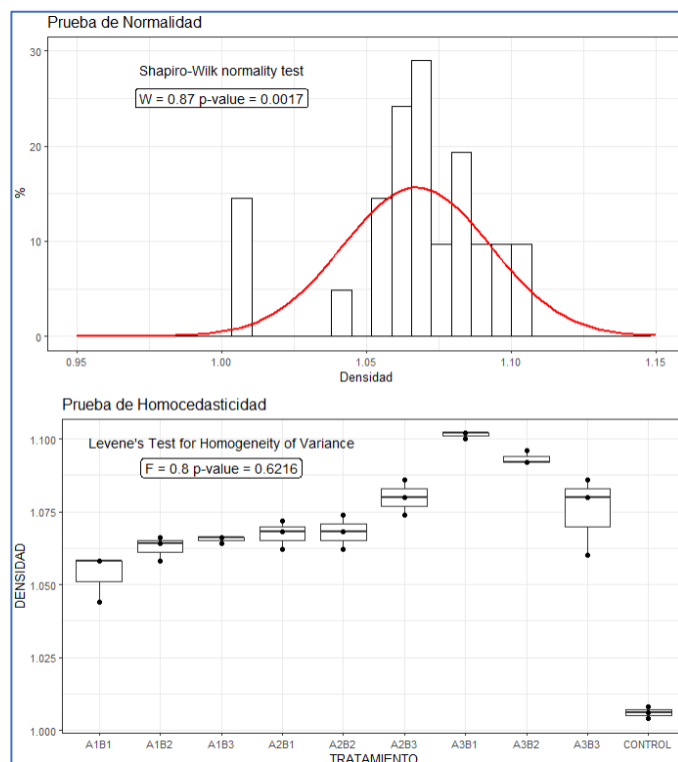 Prueba de Normalidad
Shapiro-Wilk normality test
W = 0.87 p-value = 0.0017
30
20
10
0
%
0.95 1.00 1.05 1.10 1.15
Densidad
Prueba de Homocedasticidad
Levene's Test for Homogeneity of Variance
F = 0.8 p-value = 0.6216
1.100
1.075
1.050
1.025
1.000
DENSIDAD
A1B1 A1B2 A1B3 A2B1 A2B2 A2B3 A3B1 A3B2 A3B3 CONTROL
TRATAMIENTO